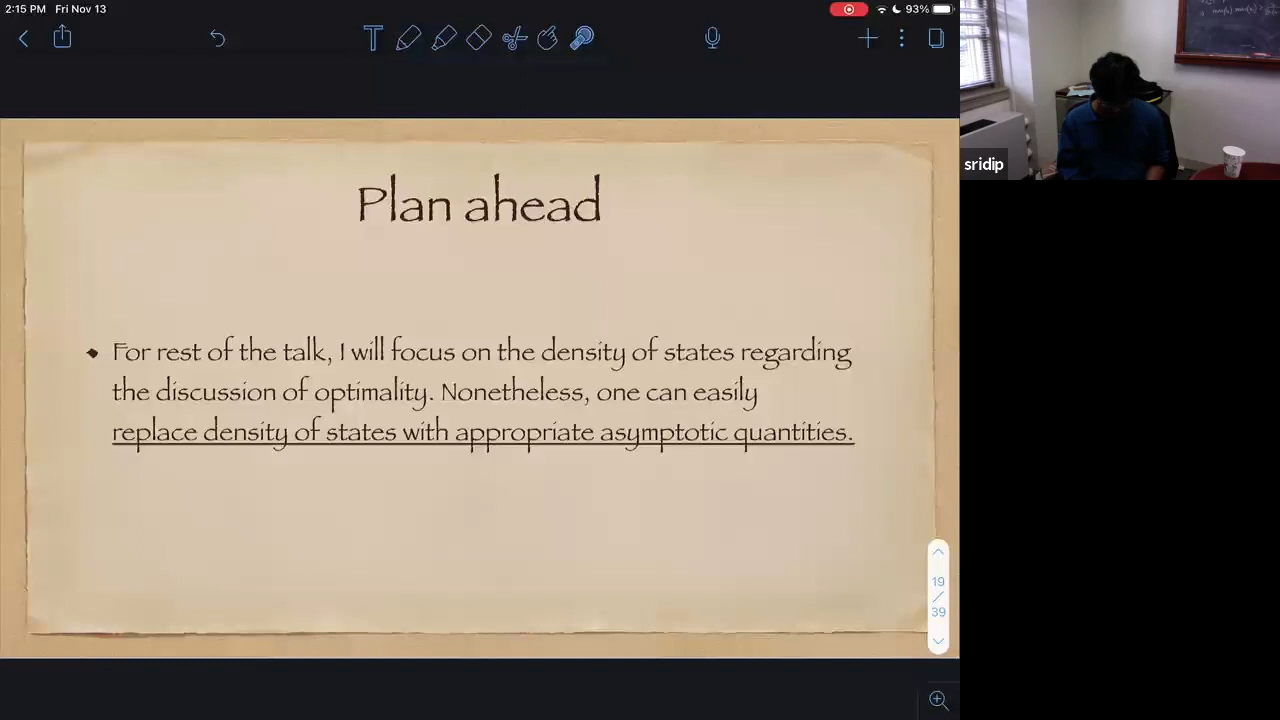 2:15 PM Fri Nov 13
93%
Plan ahead
For rest of the talk, I will focus on the density of states regarding
the discussion of optimality. Nonetheless, one can easily
replace density of states with appropriate asymptotic quantities.
19
/
39
sridip